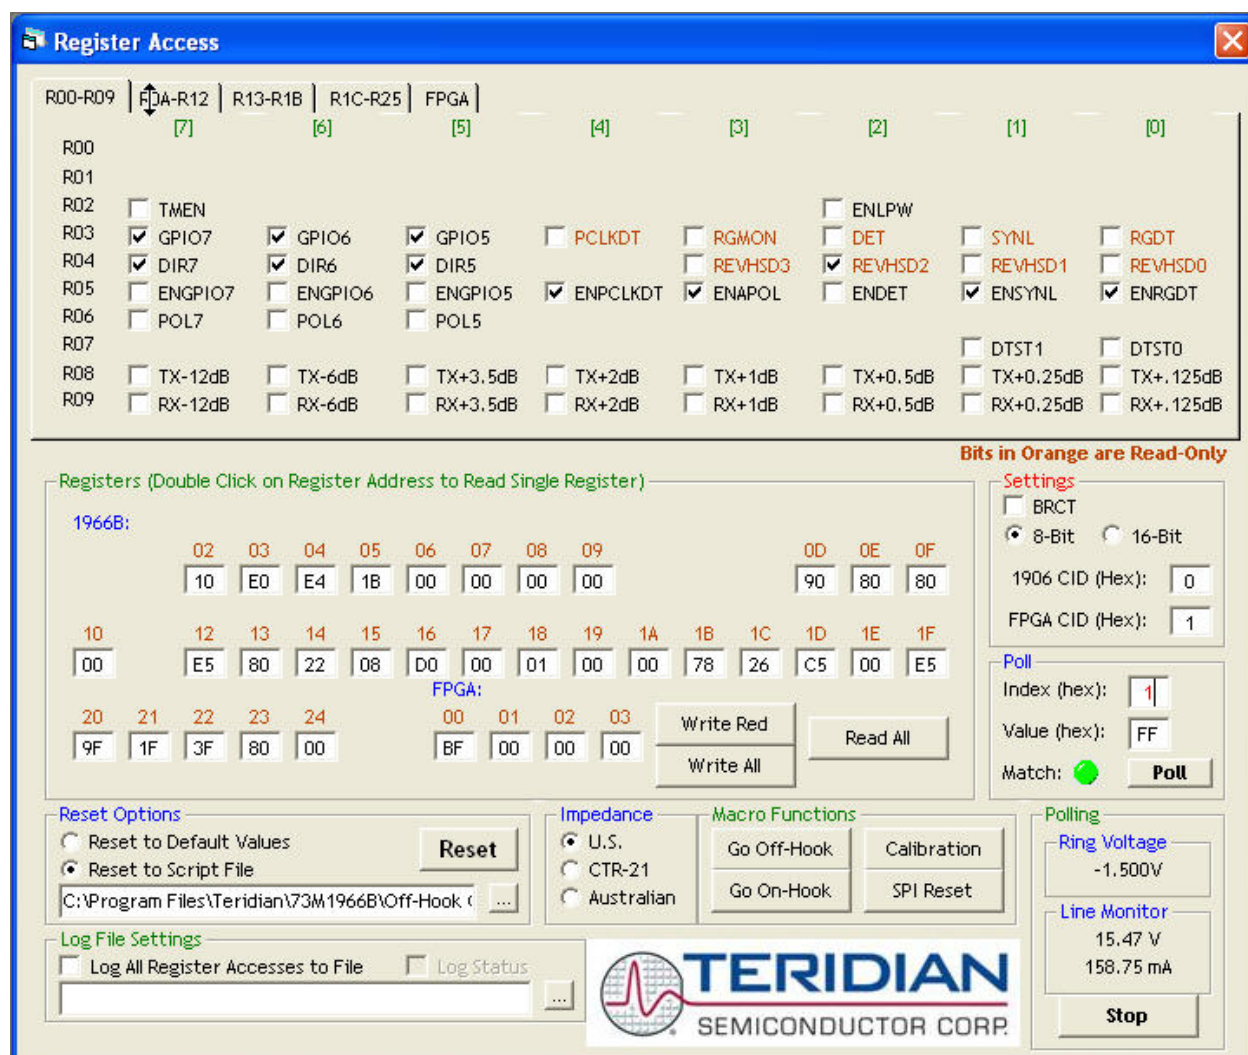 Register Access
R00-R09 R0A-R12 R13-R1B R1C-R25 FPGA
[7] [6] [5] [4] [3] [2] [1] [0]
R00
R01
R02 TMEN ENLPW
R03 GPIO7 GPIO6 GPIO5 PCLKDT RGMON DET SYNL RGDT
R04 DIR7 DIR6 DIR5 REVHSD3 REVHSD2 REVHSD1 REVHSD0
R05 ENGPIO7 ENGPIO6 ENGPIO5 ENPCLKDT ENAPOL ENDET ENSYNL ENRGDT
R06 POL7 POL6 POL5
R07 DTST1 DTST0
R08 TX-12dB TX-6dB TX+3.5dB TX+2dB TX+1dB TX+0.5dB TX+0.25dB TX+.125dB
R09 RX-12dB RX-6dB RX+3.5dB RX+2dB RX+1dB RX+0.5dB RX+0.25dB RX+.125dB
Bits in Orange are Read-Only
Registers (Double Click on Register Address to Read Single Register)
1966B:
02 03 04 05 06 07 08 09 0D 0E 0F
10 E0 E4 1B 00 00 00 00 90 80 80
10 12 13 14 15 16 17 18 19 1A 1B 1C 1D 1E 1F
00 E5 80 22 08 D0 00 01 00 00 78 26 C5 00 E5
FPGA:
20 21 22 23 24 00 01 02 03
9F 1F 3F 80 00 BF 00 00 00
Write Red
Write All
Read All
Settings
BRCT
8-Bit 16-Bit
1906 CID (Hex): 0
FPGA CID (Hex): 1
Poll
Index (hex): 1
Value (hex): FF
Match: Poll
Reset Options
Reset to Default Values
Reset to Script File
Reset
C:\Program Files\Teridian\73M1966B\Off-Hook ...
Impedance
U.S.
CTR-21
Australian
Macro Functions
Go Off-Hook Calibration
Go On-Hook SPI Reset
Polling
Ring Voltage
-1.500V
Line Monitor
15.47 V
158.75 mA
Stop
Log File Settings
Log All Register Accesses to File Log Status
...
TERIDIAN
SEMICONDUCTOR CORP.